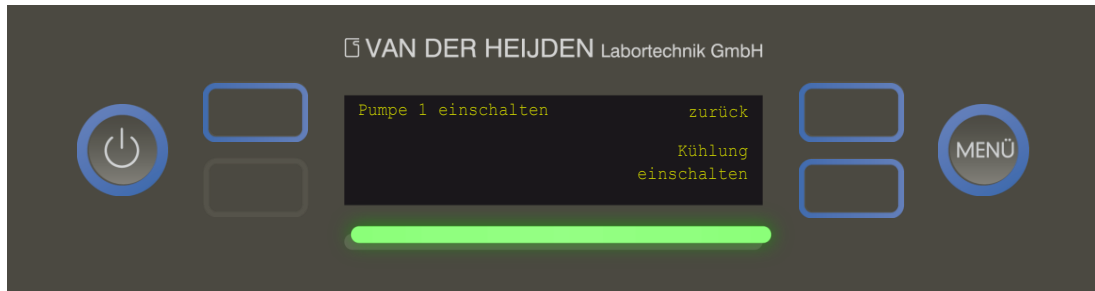 VAN DER HEIJDEN Labortechnik GmbH
Pumpe 1 einschalten
zurück
Kühlung
einschalten
MENÜ